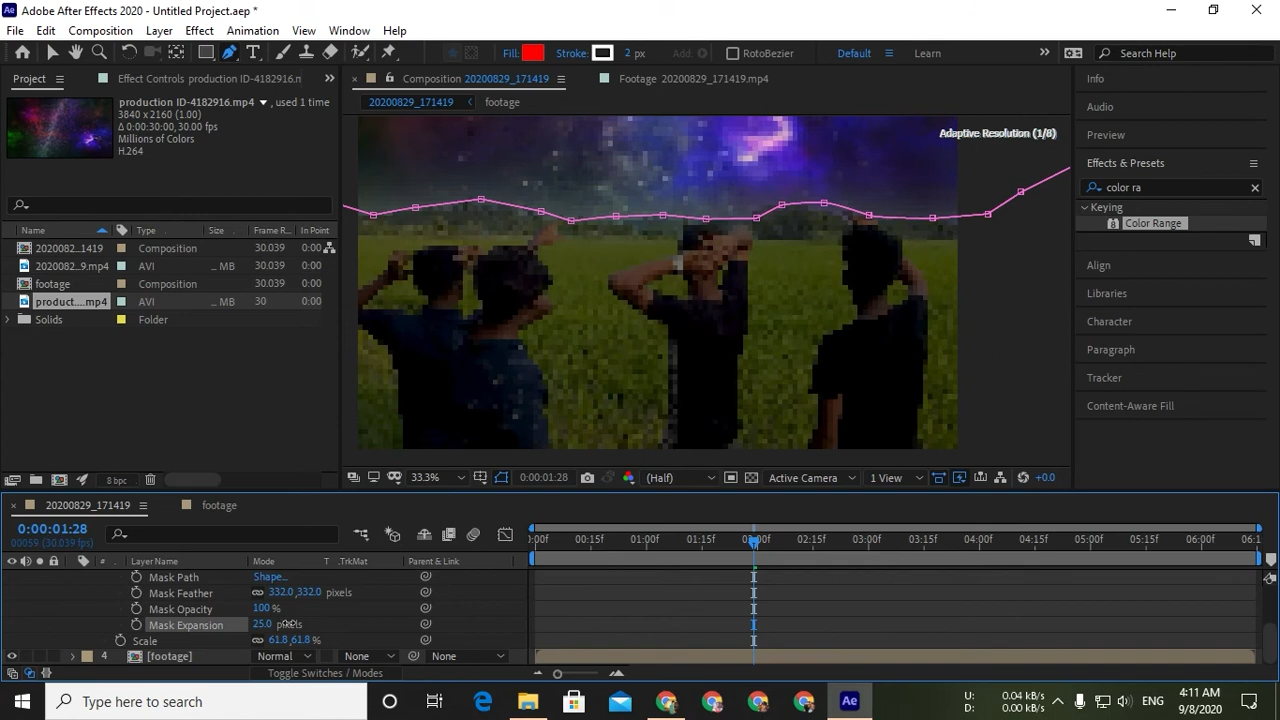 Adobe After Effects 2020 - Untitled Project.aep *
File Edit Composition Layer Effect Animation View Window Help
Fill: Stroke: 2 px Add: RotoBezier Default Learn Search Help
Project Effect Controls production ID-4182916.m
Composition 20200829_171419 Footage 20200829_171419.mp4
20200829_171419 footage
production ID-4182916.mp4 , used 1 time
3840 x 2160 (1.00)
Δ 0:00:30:00, 30.00 fps
Millions of Colors
H.264
Adaptive Resolution (1/8)
Info
Audio
Preview
Effects & Presets
color ra
Keying
8 Color Range
Align
Libraries
Character
Paragraph
Tracker
Content-Aware Fill
Name Type Size Frame R... In Point
2020082...1419 Composition 30.039 0:00
2020082...9.mp4 AVI ... MB 30.039 0:00
footage Composition 30.039 0:00
product....mp4 AVI ... MB 30 0:00
Solids Folder
8 bpc
33.3% 0:00:01:28 (Half) Active Camera 1 View +0.0
20200829_171419 footage
0:00:01:28
00059 (30.039 fps)
# Layer Name Mode T .TrkMat Parent & Link
):00f 00:15f 01:00f 01:15f 02:00f 02:15f 03:00f 03:15f 04:00f 04:15f 05:00f 05:15f 06:00f 06:1
Mask Path Shape...
Mask Feather 332.0,332.0 pixels
Mask Opacity 100 %
Mask Expansion 25.0 pixels
Scale 61.8,61.8 %
4 [footage] Normal None None
Toggle Switches / Modes
Type here to search
U: 0.04 kB/s
D: 0.00 kB/s
ENG
4:11 AM
9/8/2020